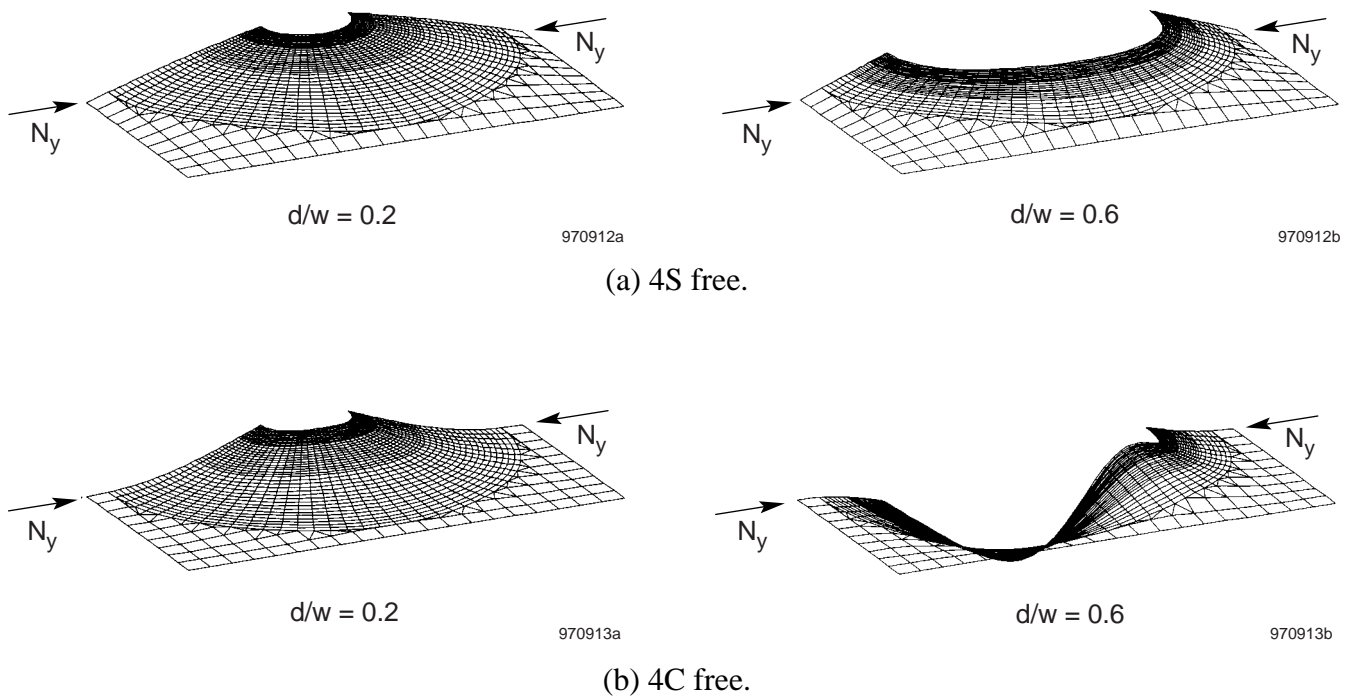 N_y
N_y
d/w = 0.2
970912a
N_y
N_y
d/w = 0.6
970912b
(a) 4S free.
N_y
N_y
d/w = 0.2
970913a
N_y
N_y
d/w = 0.6
970913b
(b) 4C free.